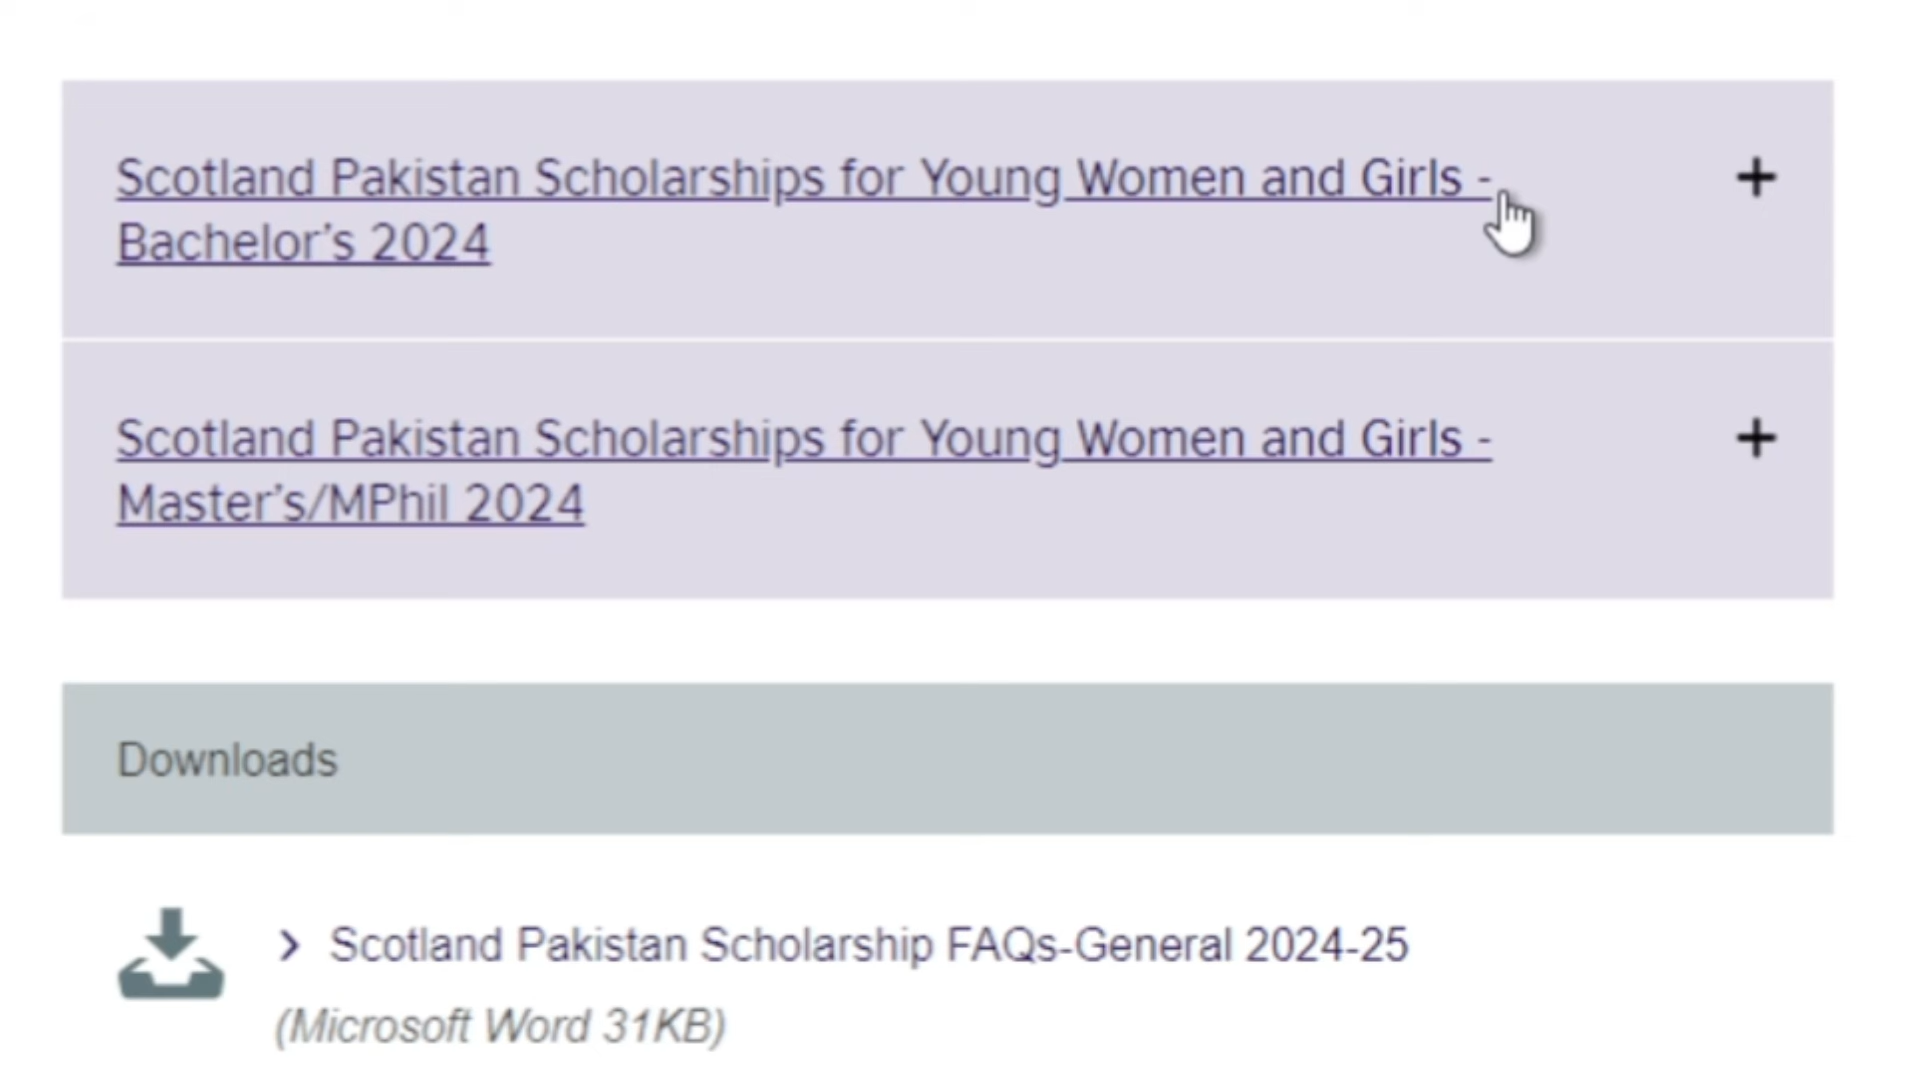 Scotland Pakistan Scholarships for Young Women and Girls -
Bachelor’s 2024
Scotland Pakistan Scholarships for Young Women and Girls -
Master’s/MPhil 2024
Downloads
Scotland Pakistan Scholarship FAQs-General 2024-25
(Microsoft Word 31KB)